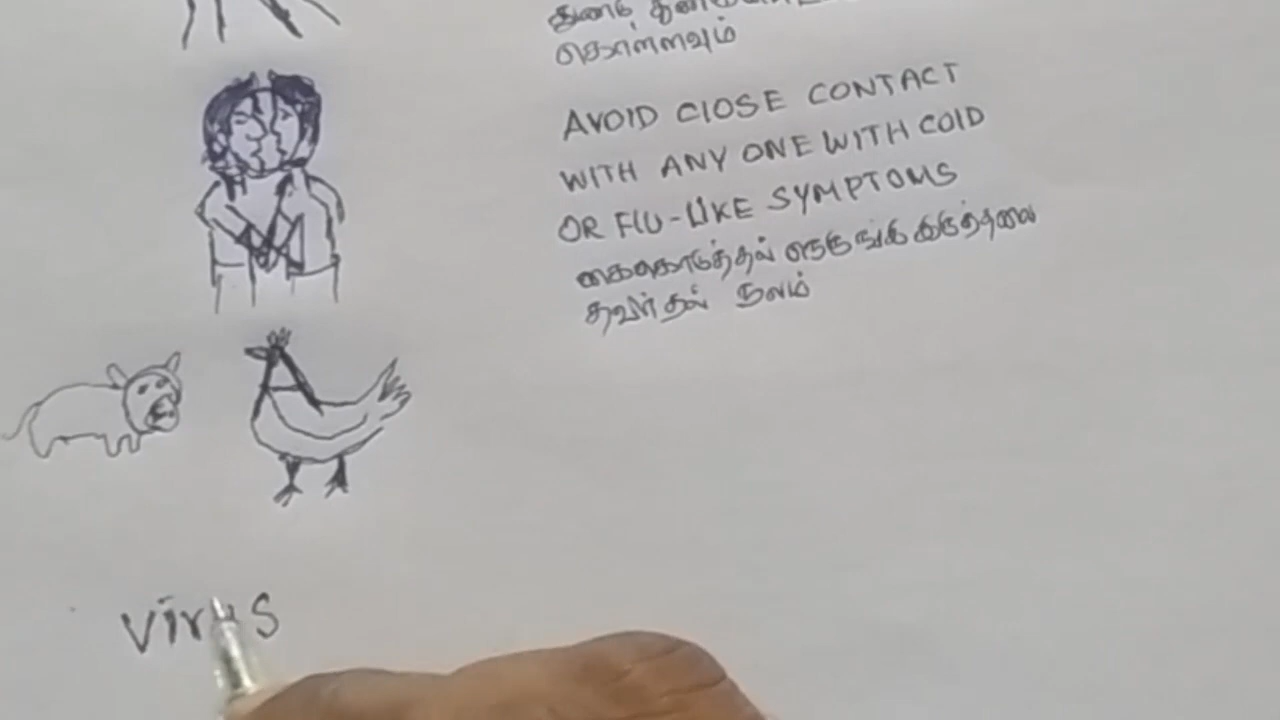 கொள்ளவும்
AVOID ClOSE CONTACT
WITH ANY ONE WITH COlD
OR FlU-LIKE SYMPTOMS
கைகொடுத்தல் நெருங்கி இருத்தலை
தவிர்தல் நலம்
Virus